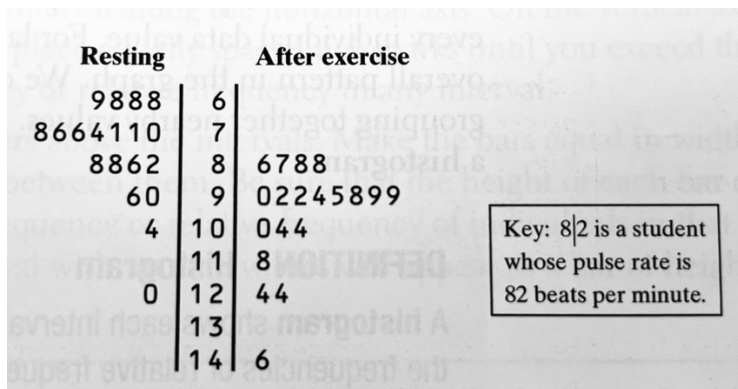 Resting After exercise
9888 | 6 |
8664110 | 7 |
8862 | 8 | 6788
60 | 9 | 02245899
4 | 10 | 044
| 11 | 8
0 | 12 | 44
| 13 |
| 14 | 6
Key: 8|2 is a student
whose pulse rate is
82 beats per minute.